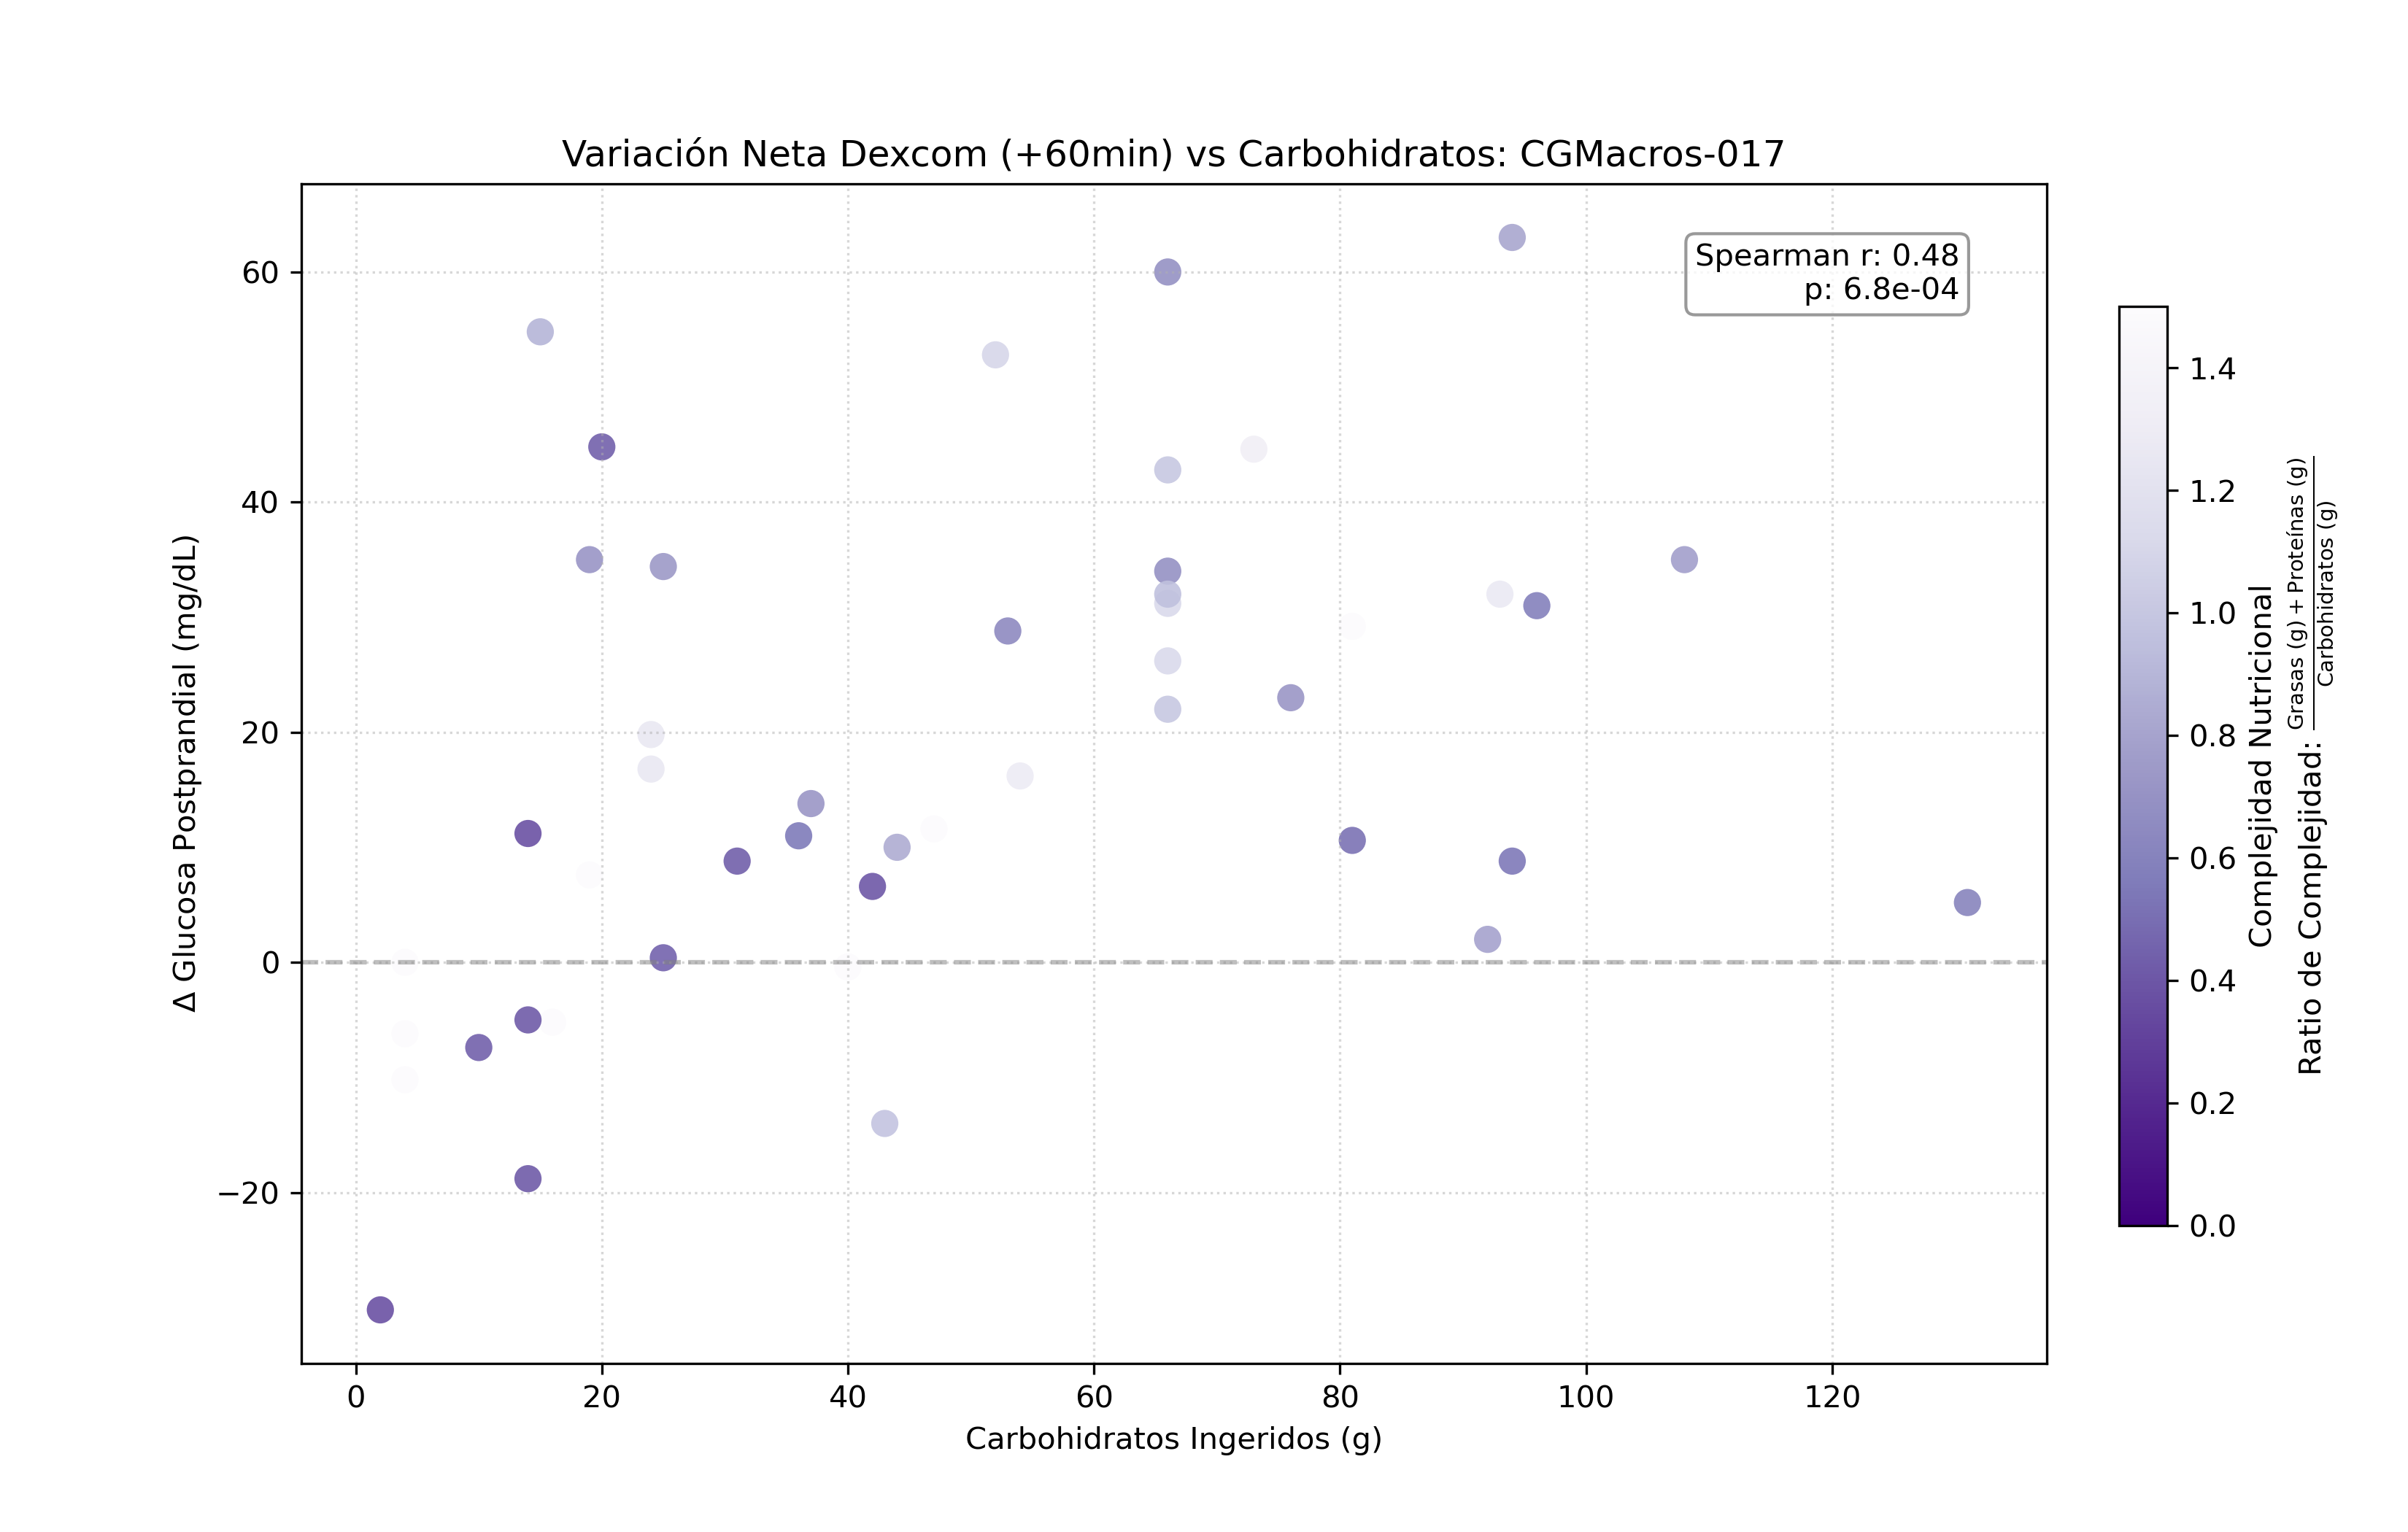 Variación Neta Dexcom (+60min) vs Carbohidratos: CGMacros-017
Spearman r: 0.48
p: 6.8e-04
Δ Glucosa Postprandial (mg/dL)
60
40
20
0
−20
0
20
40
60
80
100
120
Carbohidratos Ingeridos (g)
1.4
1.2
1.0
0.8
0.6
0.4
0.2
0.0
Complejidad Nutricional
Ratio de Complejidad: Grasas (g) + Proteínas (g)
Carbohidratos (g)